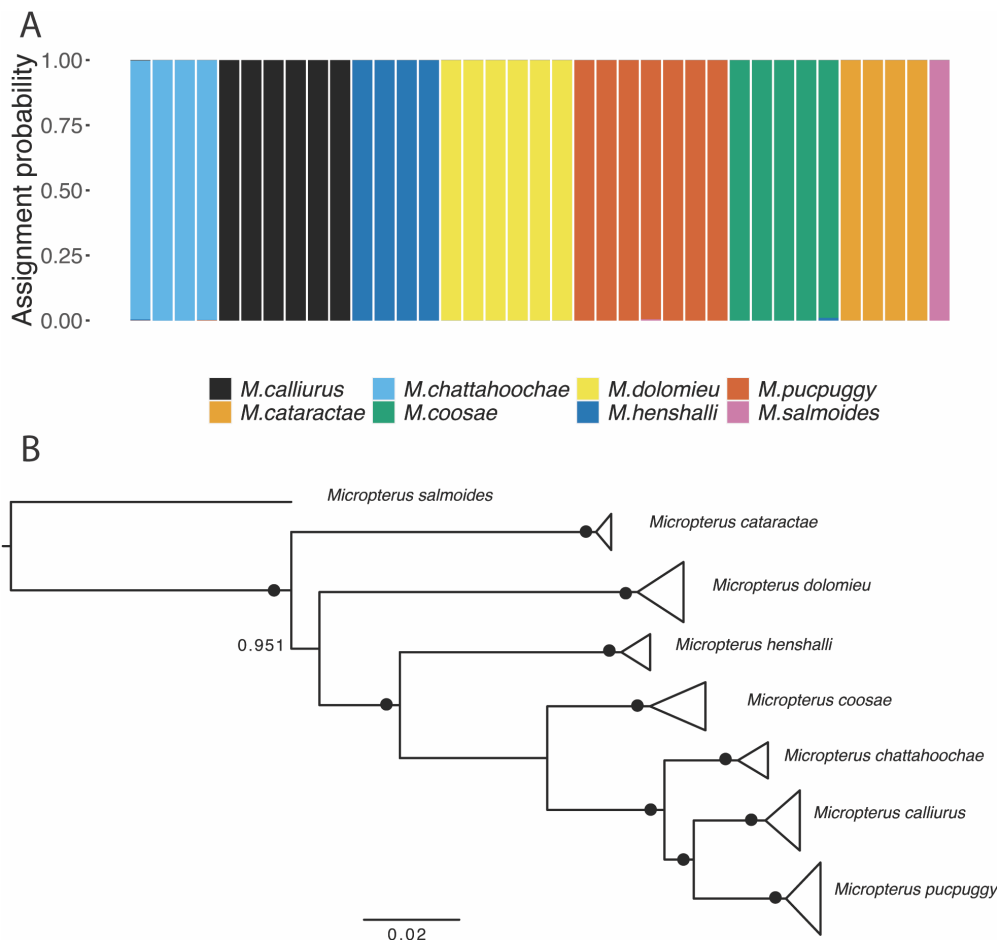 A
Assignment probability
1.00
0.75
0.50
0.25
0.00
M.calliurus M.chattahoochae M.dolomieu M.pucpuggy
M.cataractae M.coosae M.henshalli M.salmoides
B
Micropterus salmoides
Micropterus cataractae
Micropterus dolomieu
0.951
Micropterus henshalli
Micropterus coosae
Micropterus chattahoochae
Micropterus calliurus
Micropterus pucpuggy
0.02